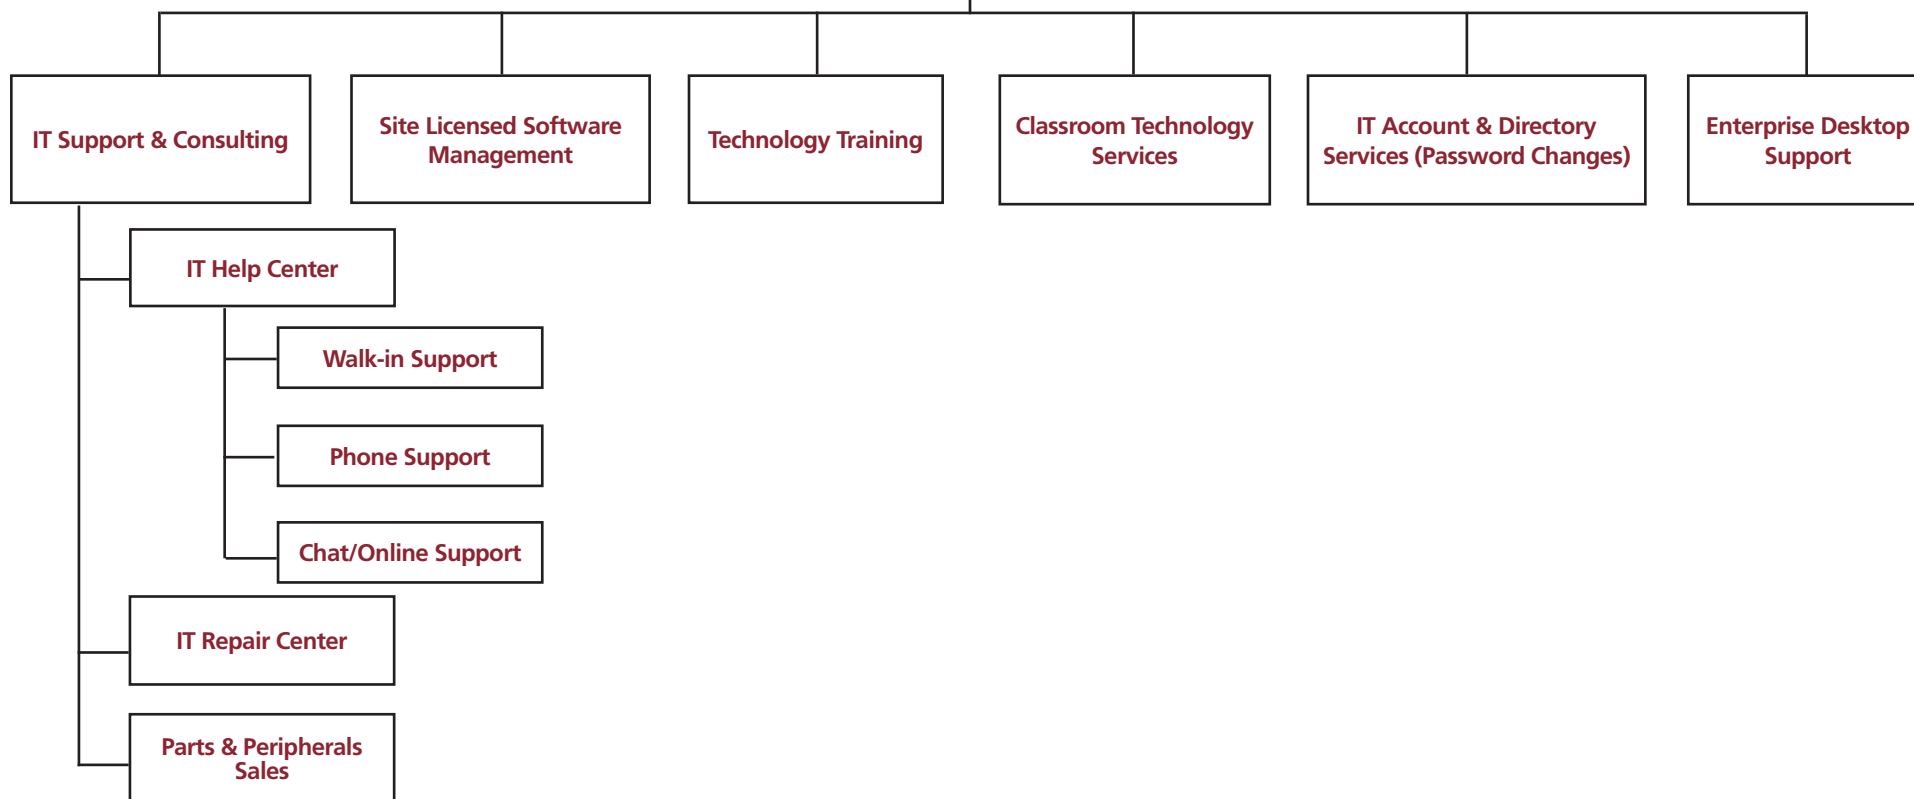 IT Support & Consulting
Site Licensed Software
Management
Technology Training
Classroom Technology
Services
IT Account & Directory
Services (Password Changes)
Enterprise Desktop
Support
IT Help Center
Walk-in Support
Phone Support
Chat/Online Support
IT Repair Center
Parts & Peripherals
Sales